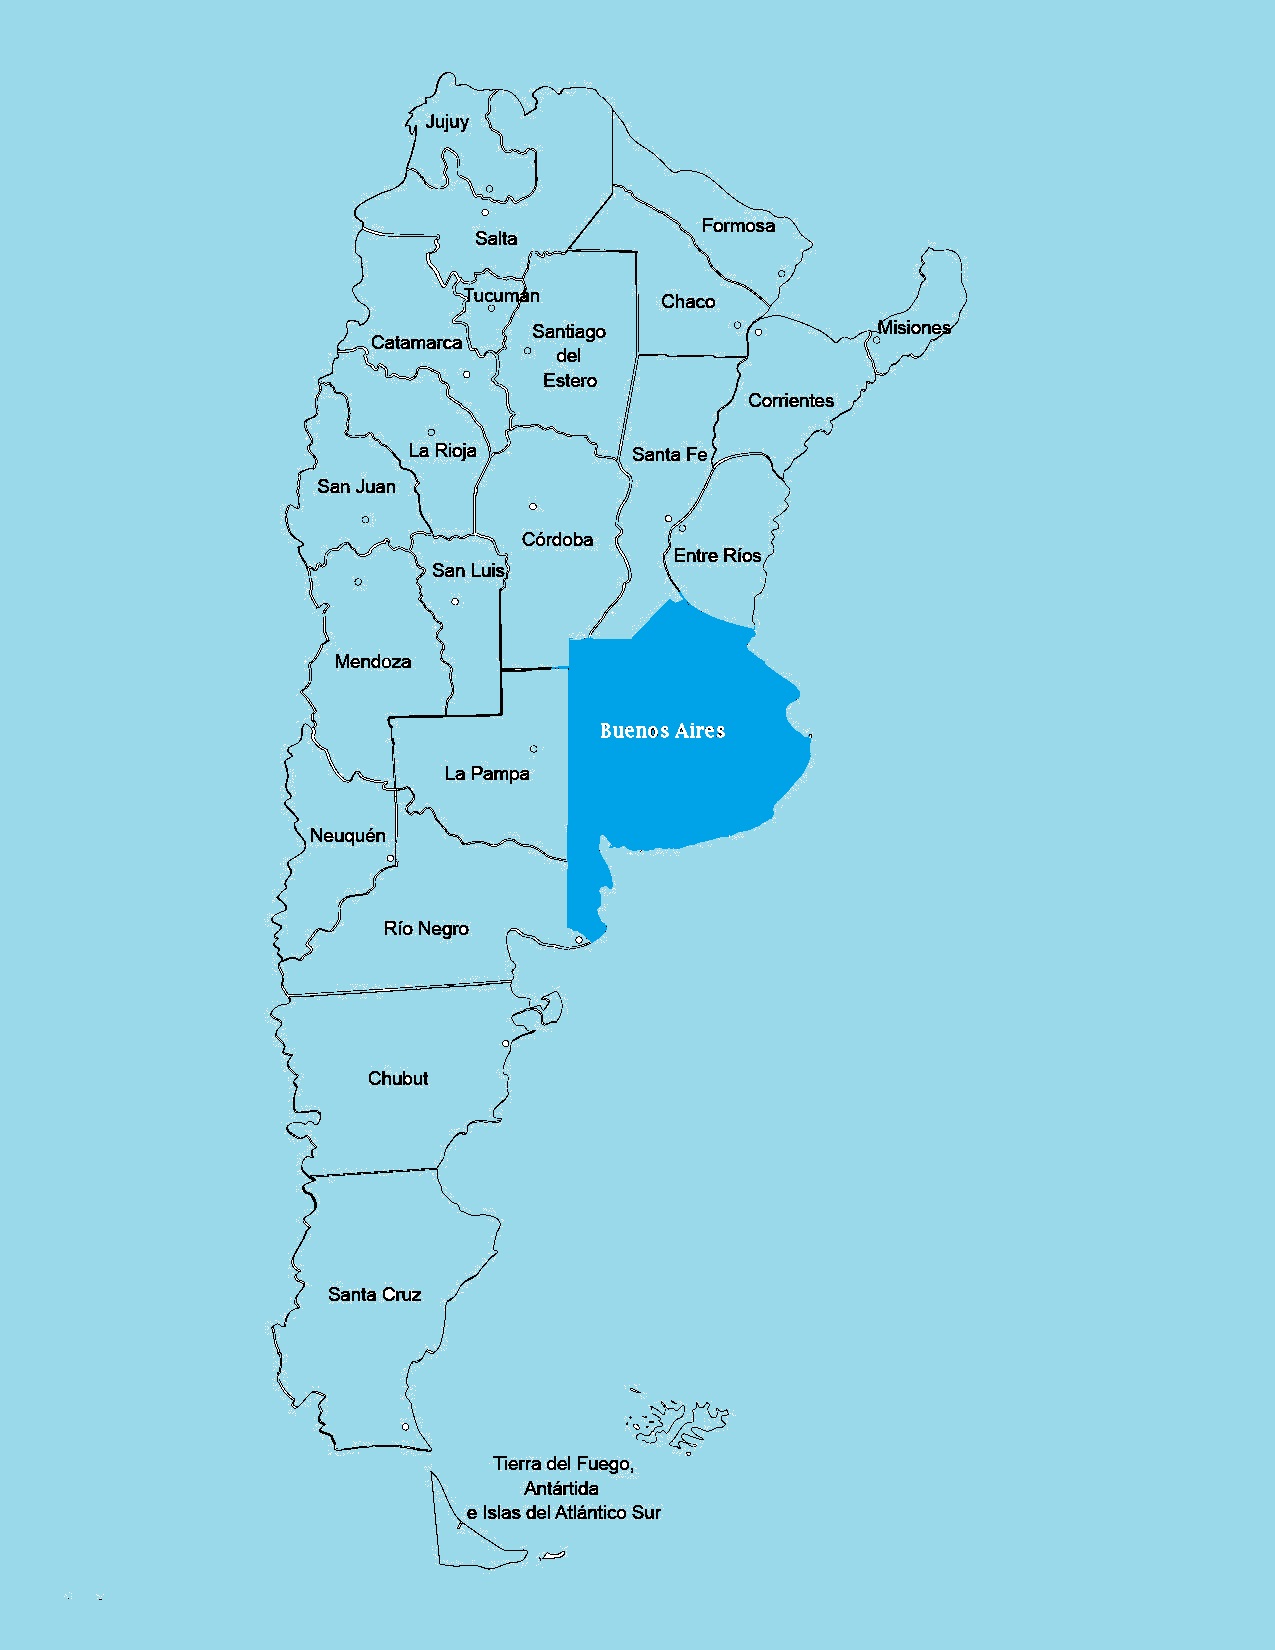 Jujuy
Formosa
Salta
Tucumán
Chaco
Misiones
Santiago
del
Estero
Catamarca
Corrientes
La Rioja
Santa Fe
San Juan
Córdoba
Entre Ríos
San Luis
Mendoza
Buenos Aires
La Pampa
Neuquén
Río Negro
Chubut
Santa Cruz
Tierra del Fuego,
Antártida
e Islas del Atlántico Sur